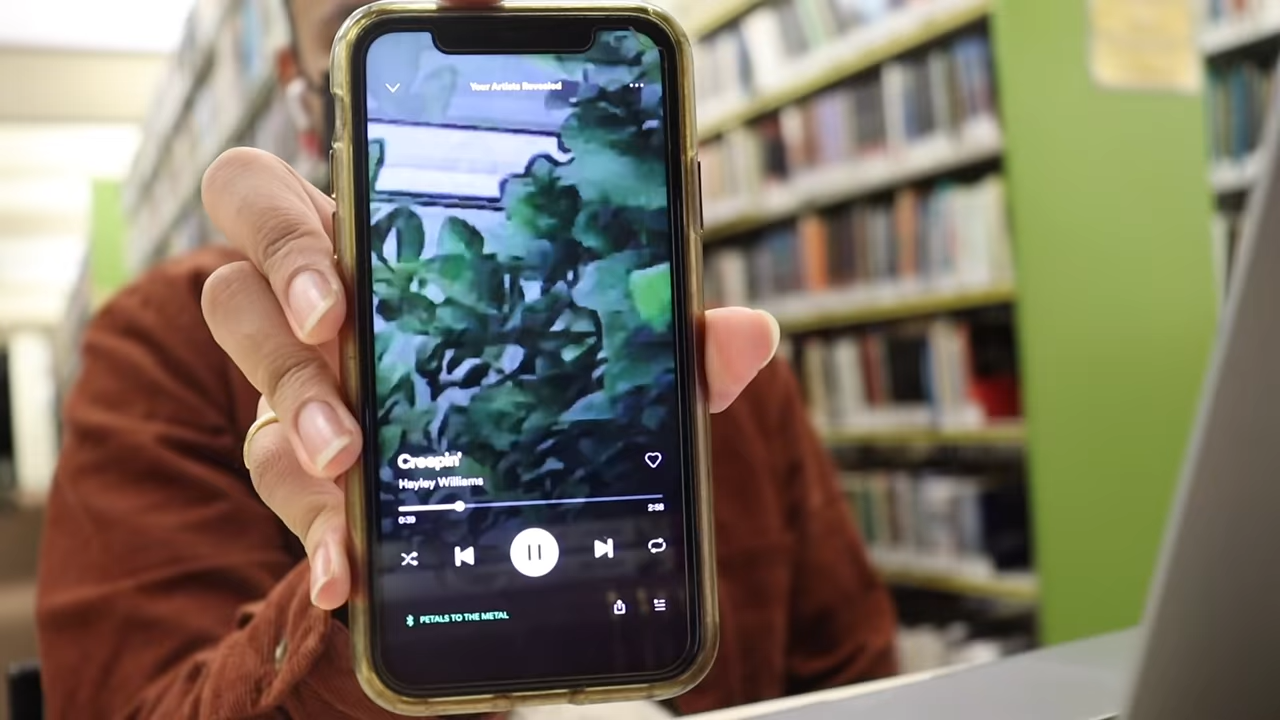 Your Artists Revealed
Creepin'
Hayley Williams
0:39
2:58
PETALS TO THE METAL